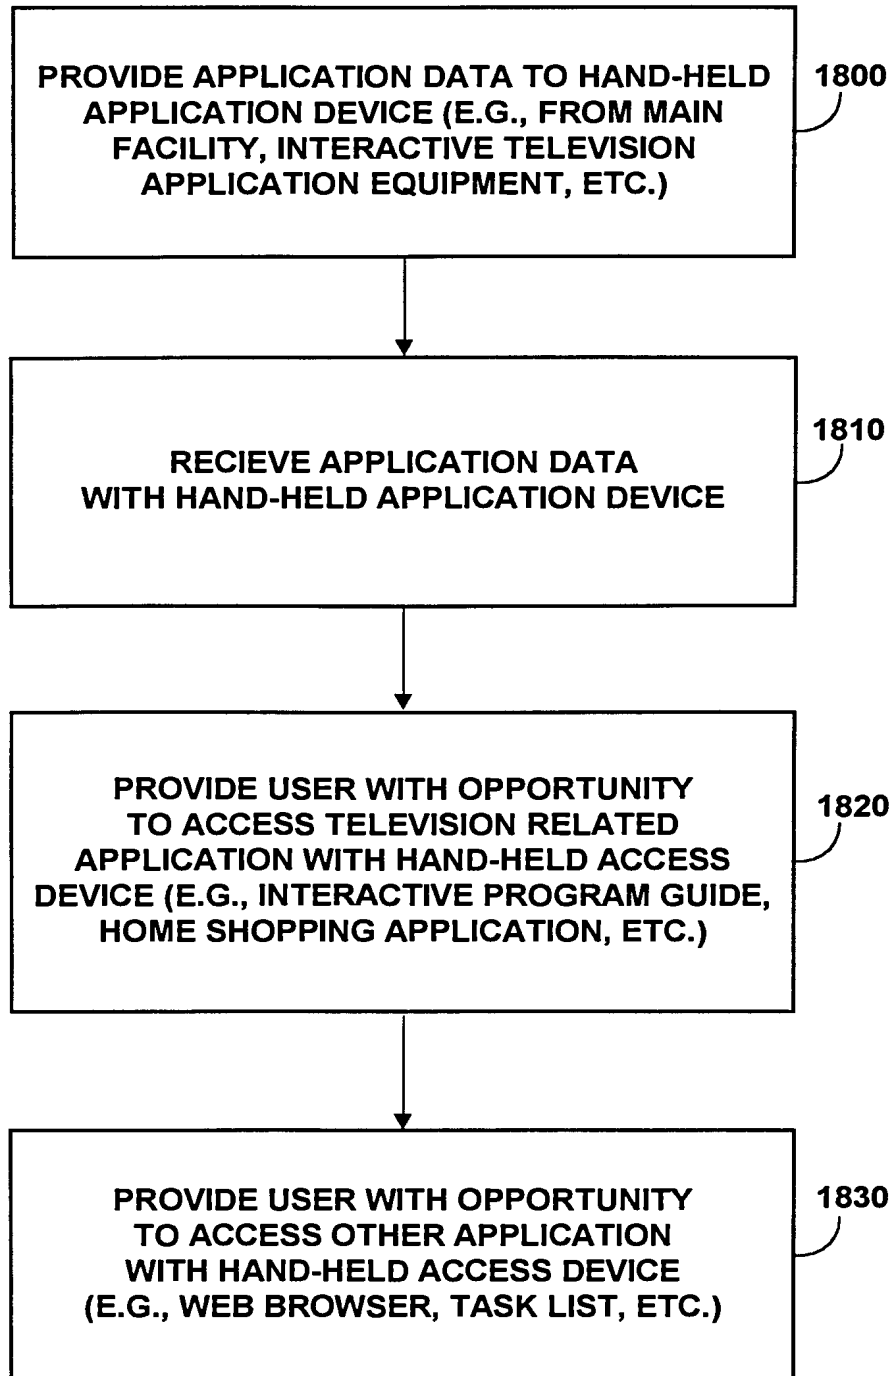 PROVIDE APPLICATION DATA TO HAND-HELD
APPLICATION DEVICE (E.G., FROM MAIN
FACILITY, INTERACTIVE TELEVISION
APPLICATION EQUIPMENT, ETC.)
1800
RECIEVE APPLICATION DATA
WITH HAND-HELD APPLICATION DEVICE
1810
PROVIDE USER WITH OPPORTUNITY
TO ACCESS TELEVISION RELATED
APPLICATION WITH HAND-HELD ACCESS
DEVICE (E.G., INTERACTIVE PROGRAM GUIDE,
HOME SHOPPING APPLICATION, ETC.)
1820
PROVIDE USER WITH OPPORTUNITY
TO ACCESS OTHER APPLICATION
WITH HAND-HELD ACCESS DEVICE
(E.G., WEB BROWSER, TASK LIST, ETC.)
1830